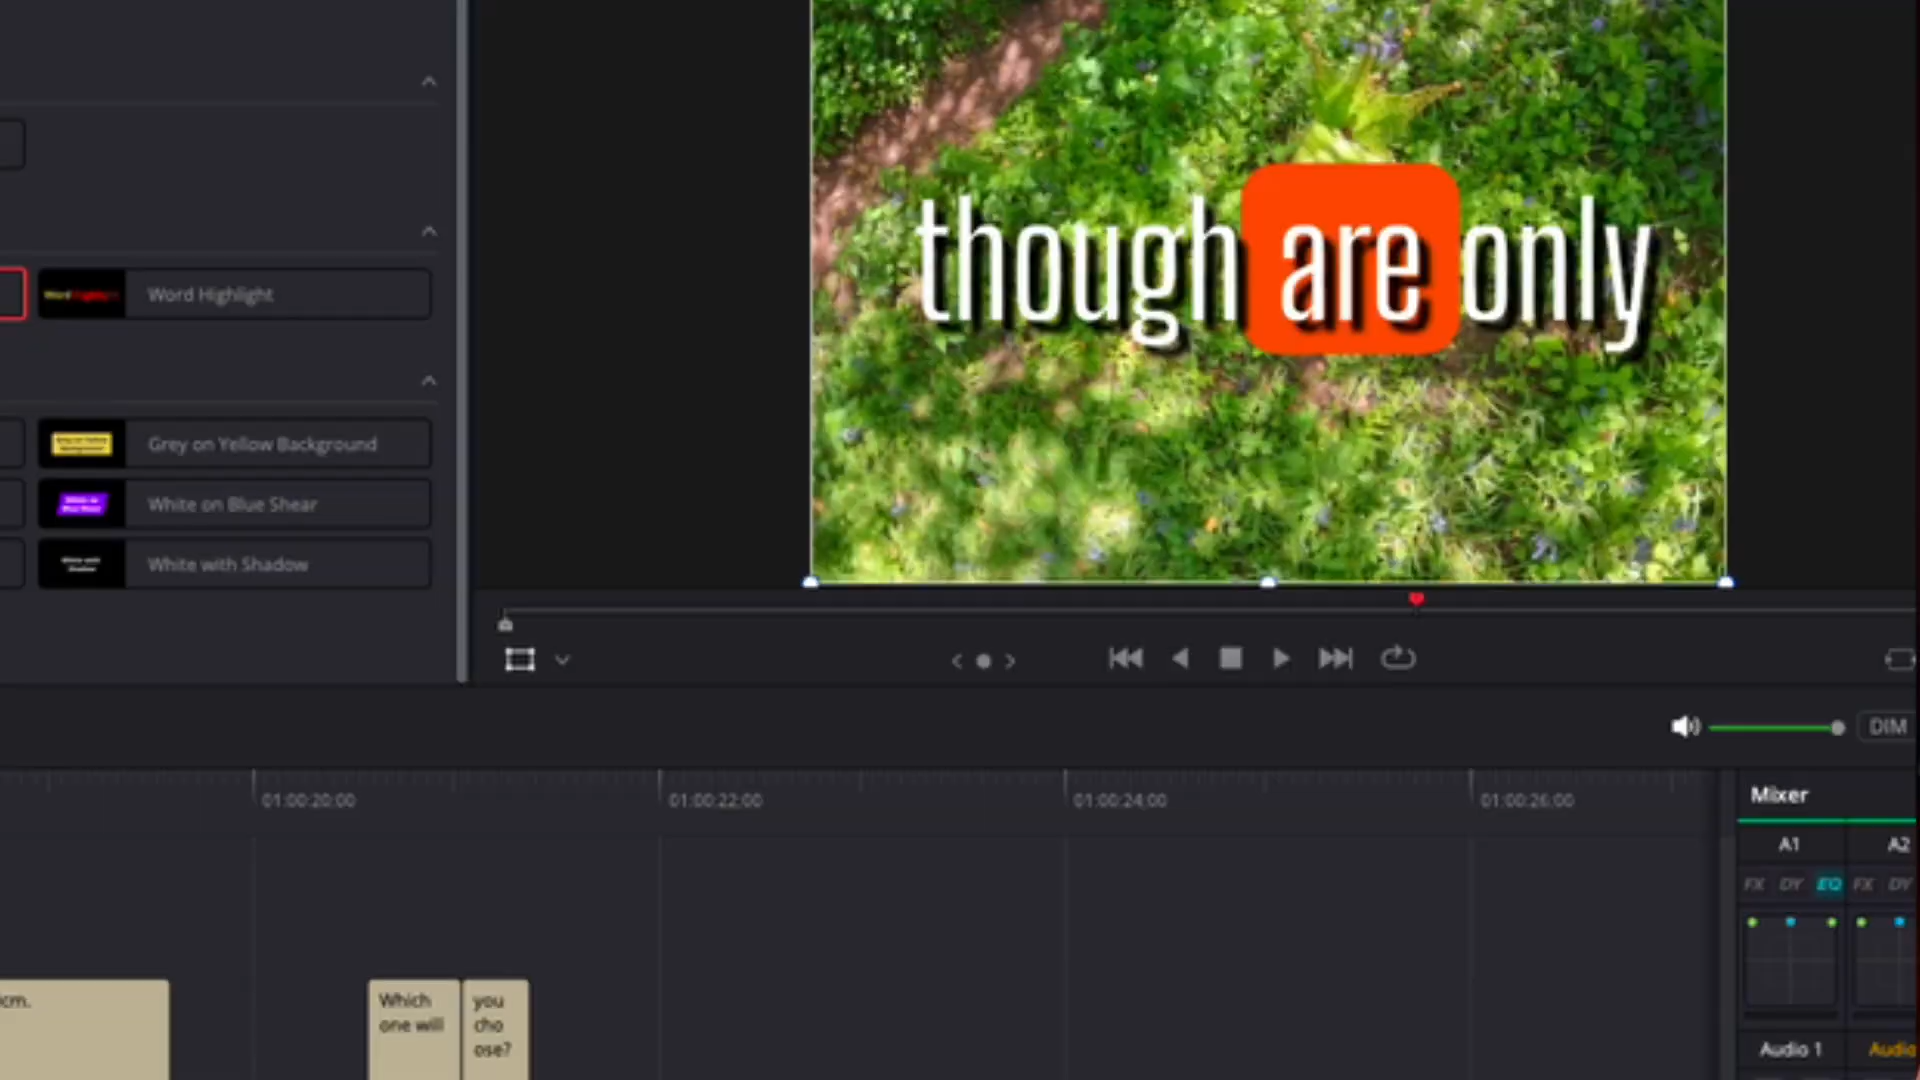 though are only
Word Highlight
Grey on Yellow Background
White on Blue Shear
White with Shadow
DIM
01:00:20:00
01:00:22:00
01:00:24:00
01:00:26:00
Mixer
A1
A2
FX DY EQ FX DY
cm.
Which
one will
you
cho
ose?
Audio 1
Audio